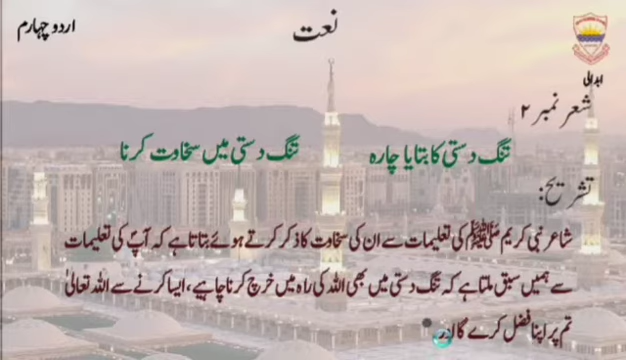 اردو چہارم
نعت
ابدالی
شعر نمبر ۲
تنگ دستی کا بتایا چارہ تنگ دستی میں سخاوت کرنا
تشریح:
شاعر نبی کریم ﷺ کی تعلیمات سے ان کی سخاوت کا ذکر کرتے ہوئے بتاتا ہے کہ آپؐ کی تعلیمات
سے ہمیں سبق ملتا ہے کہ تنگ دستی میں بھی اللہ کی راہ میں خرچ کرنا چاہیے، ایسا کرنے سے اللہ تعالیٰ
تم پر اپنا فضل کرے گا اور